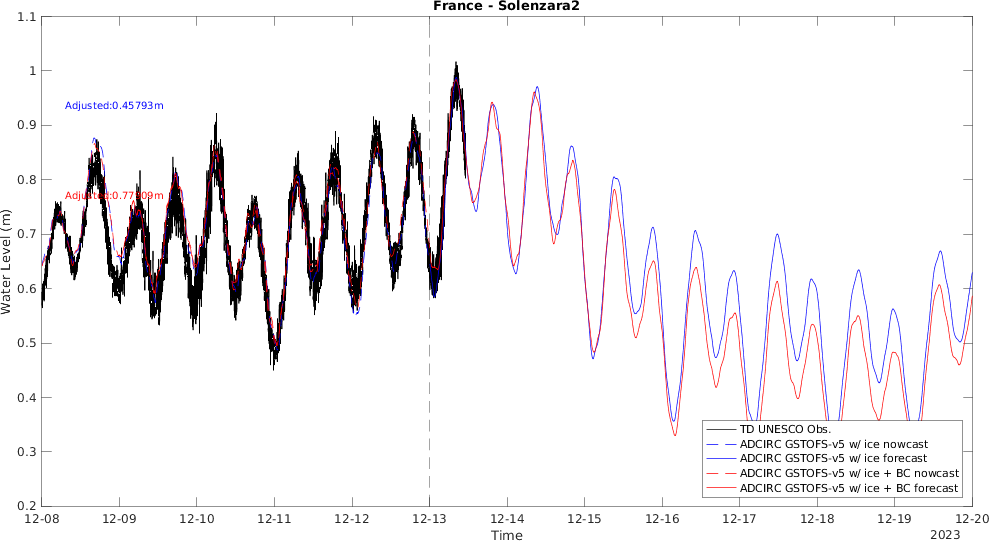 France - Solenzara2
1.1
1
0.9
0.8
0.7
0.6
0.5
0.4
0.3
0.2
Water Level (m)
Adjusted:0.45793m
TD UNESCO Obs.
ADCIRC GSTOFS-v5 w/ ice nowcast
ADCIRC GSTOFS-v5 w/ ice forecast
ADCIRC GSTOFS-v5 w/ ice + BC nowcast
ADCIRC GSTOFS-v5 w/ ice + BC forecast
12-08 12-09 12-10 12-11 12-12 12-13 12-14 12-15 12-16 12-17 12-18 12-19 12-20
Time
2023